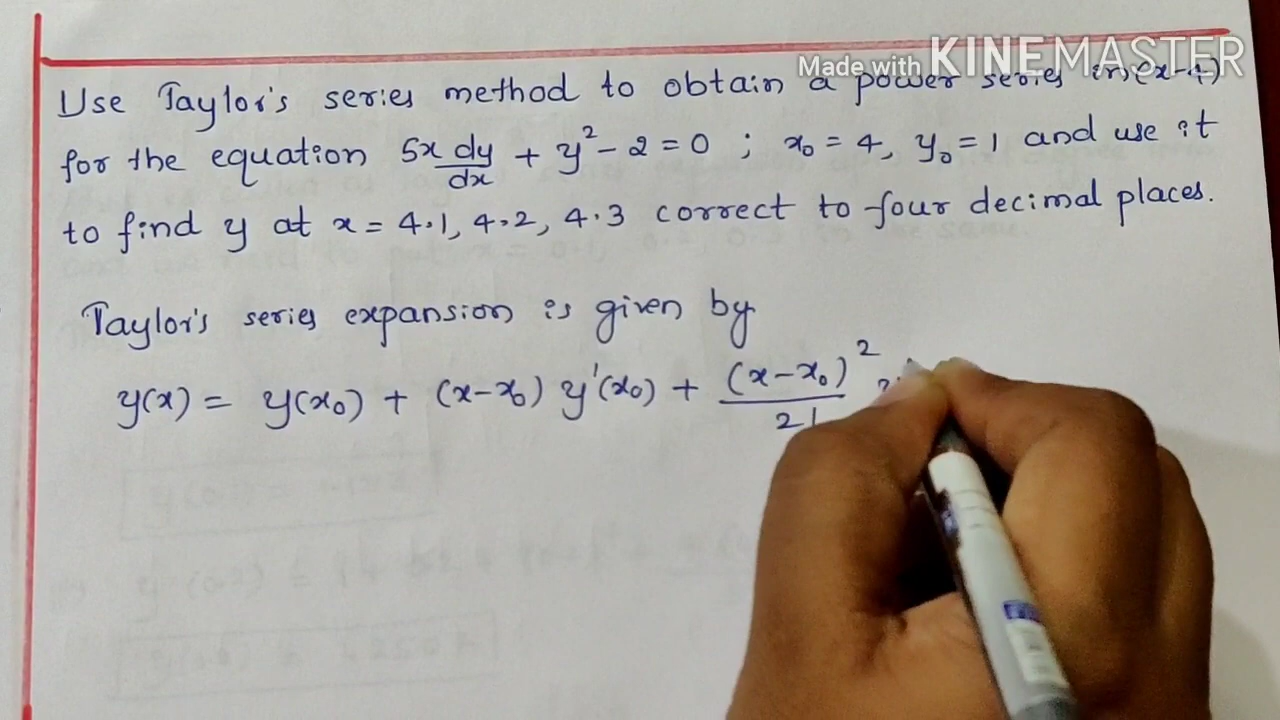 Made with KINEMASTER
Use Taylor's series method to obtain a power series in (x-4)
for the equation 5x dy/dx + y² - 2 = 0 ; x₀ = 4, y₀ = 1 and use it
to find y at x = 4.1, 4.2, 4.3 correct to four decimal places.
Taylor's series expansion is given by
y(x) = y(x₀) + (x-x₀) y'(x₀) + (x-x₀)²/2!